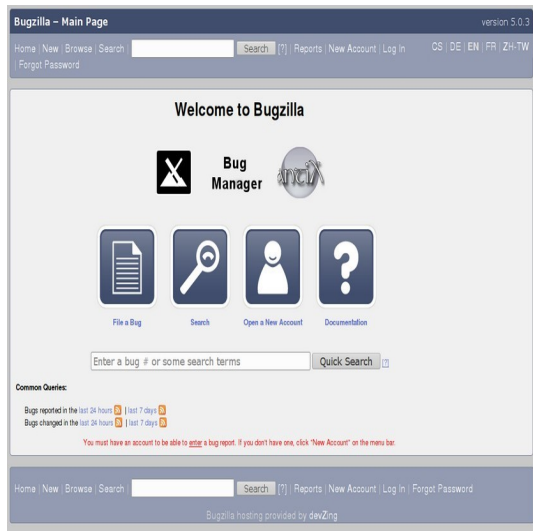 Bugzilla – Main Page
version 5.0.3
Home | New | Browse | Search | Search [?] | Reports | New Account | Log In | Forgot Password
CS | DE | EN | FR | ZH-TW
Welcome to Bugzilla
Bug Manager
antiX
File a Bug
Search
Open a New Account
Documentation
Enter a bug # or some search terms Quick Search [?]
Common Queries:
Bugs reported in the last 24 hours | last 7 days
Bugs changed in the last 24 hours | last 7 days
You must have an account to be able to enter a bug report. If you don't have one, click "New Account" on the menu bar.
Home | New | Browse | Search | Search [?] | Reports | New Account | Log In | Forgot Password
Bugzilla hosting provided by devZing